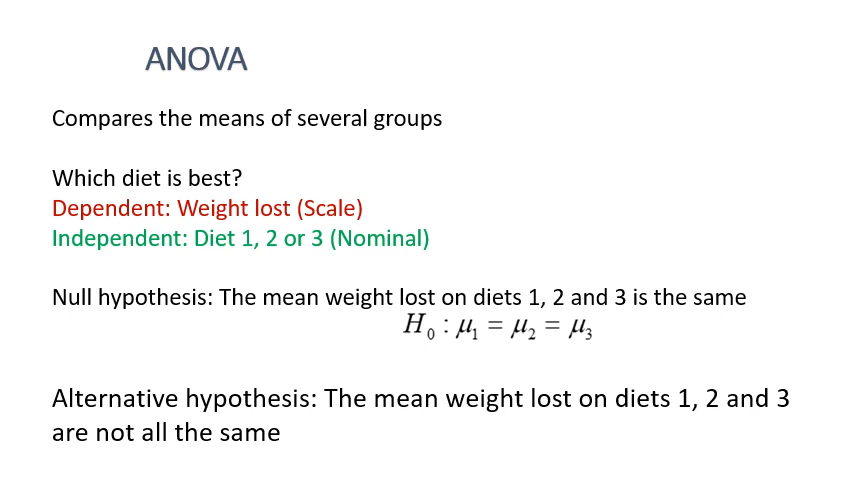 ANOVA
Compares the means of several groups
Which diet is best?
Dependent: Weight lost (Scale)
Independent: Diet 1, 2 or 3 (Nominal)
Null hypothesis: The mean weight lost on diets 1, 2 and 3 is the same
H₀ : μ₁ = μ₂ = μ₃
Alternative hypothesis: The mean weight lost on diets 1, 2 and 3
are not all the same